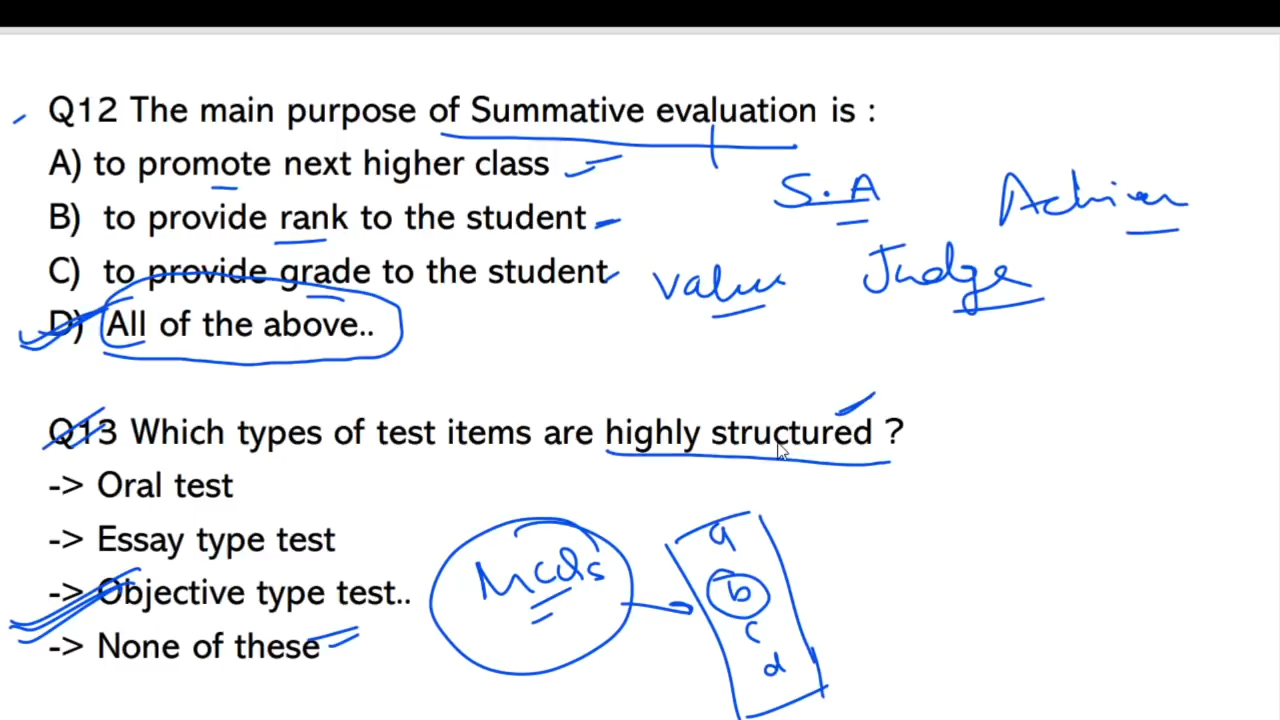 Q12 The main purpose of Summative evaluation is :
A) to promote next higher class
B) to provide rank to the student
C) to provide grade to the student
D) All of the above..
S.A
value Judge
Q13 Which types of test items are highly structured ?
-> Oral test
-> Essay type test
-> Objective type test..
-> None of these
Mcqs
a
b
c
d